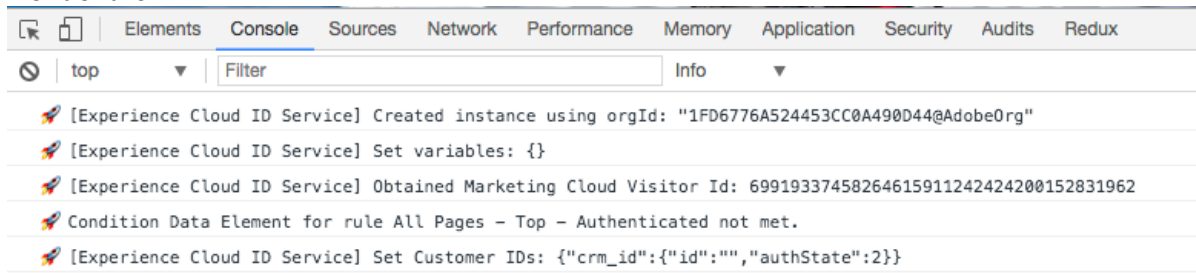 Elements Console Sources Network Performance Memory Application Security Audits Redux
top Filter Info
🚀 [Experience Cloud ID Service] Created instance using orgId: "1FD6776A524453CC0A490D44@AdobeOrg"
🚀 [Experience Cloud ID Service] Set variables: {}
🚀 [Experience Cloud ID Service] Obtained Marketing Cloud Visitor Id: 69919337458264615911242424200152831962
🚀 Condition Data Element for rule All Pages – Top – Authenticated not met.
🚀 [Experience Cloud ID Service] Set Customer IDs: {"crm_id":{"id":"","authState":2}}